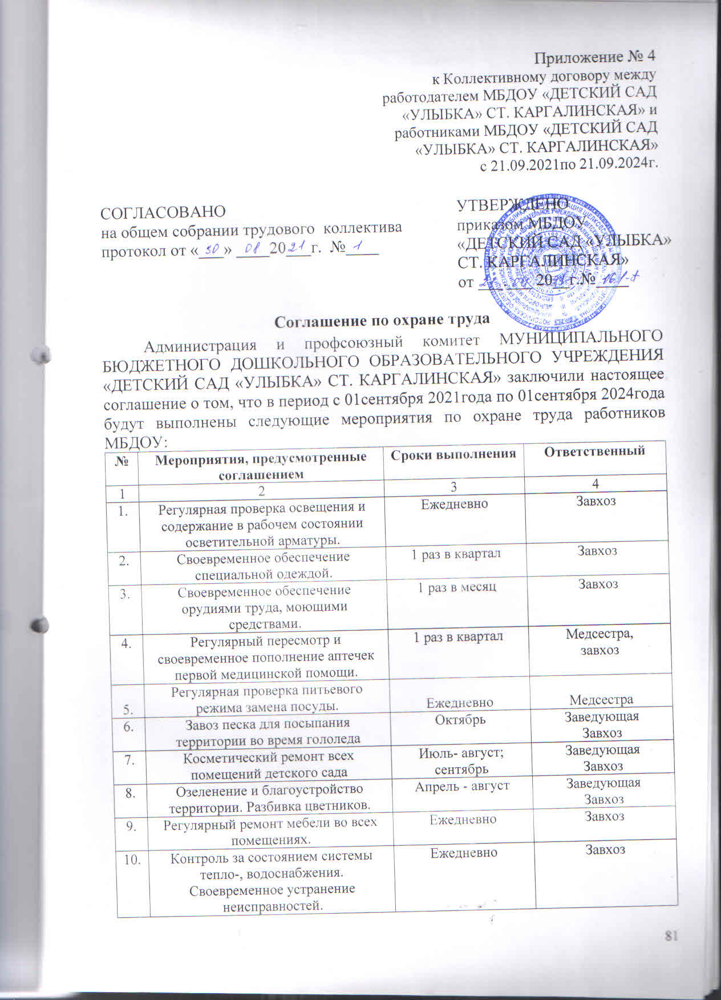 Приложение № 4
к Коллективному договору между
работодателем МБДОУ «ДЕТСКИЙ САД
«УЛЫБКА» СТ. КАРГАЛИНСКАЯ» и
работниками МБДОУ «ДЕТСКИЙ САД
«УЛЫБКА» СТ. КАРГАЛИНСКАЯ»
с 21.09.2021по 21.09.2024г.
СОГЛАСОВАНО
на общем собрании трудового коллектива
протокол от «30» 08 2021г. №1
УТВЕРЖДЕНО
приказом МБДОУ
«ДЕТСКИЙ САД «УЛЫБКА»
СТ. КАРГАЛИНСКАЯ»
от 20 г.№
Соглашение по охране труда
Администрация и профсоюзный комитет МУНИЦИПАЛЬНОГО
БЮДЖЕТНОГО ДОШКОЛЬНОГО ОБРАЗОВАТЕЛЬНОГО УЧРЕЖДЕНИЯ
«ДЕТСКИЙ САД «УЛЫБКА» СТ. КАРГАЛИНСКАЯ» заключили настоящее
соглашение о том, что в период с 01сентября 2021года по 01сентября 2024года
будут выполнены следующие мероприятия по охране труда работников
МБДОУ:
№ Мероприятия, предусмотренные Сроки выполнения Ответственный
соглашением
1 2 3 4
1. Регулярная проверка освещения и Ежедневно Завхоз
содержание в рабочем состоянии
осветительной арматуры.
2. Своевременное обеспечение 1 раз в квартал Завхоз
специальной одеждой.
3. Своевременное обеспечение 1 раз в месяц Завхоз
орудиями труда, моющими
средствами.
4. Регулярный пересмотр и 1 раз в квартал Медсестра,
своевременное пополнение аптечек завхоз
первой медицинской помощи.
Регулярная проверка питьевого
5. режима замена посуды. Ежедневно Медсестра
6. Завоз песка для посыпания Октябрь Заведующая
территории во время гололеда Завхоз
7. Косметический ремонт всех Июль- август; Заведующая
помещений детского сада сентябрь Завхоз
8. Озеленение и благоустройство Апрель - август Заведующая
территории. Разбивка цветников. Завхоз
9. Регулярный ремонт мебели во всех Ежедневно Завхоз
помещениях.
10. Контроль за состоянием системы Ежедневно Завхоз
тепло-, водоснабжения.
Своевременное устранение
неисправностей.
81